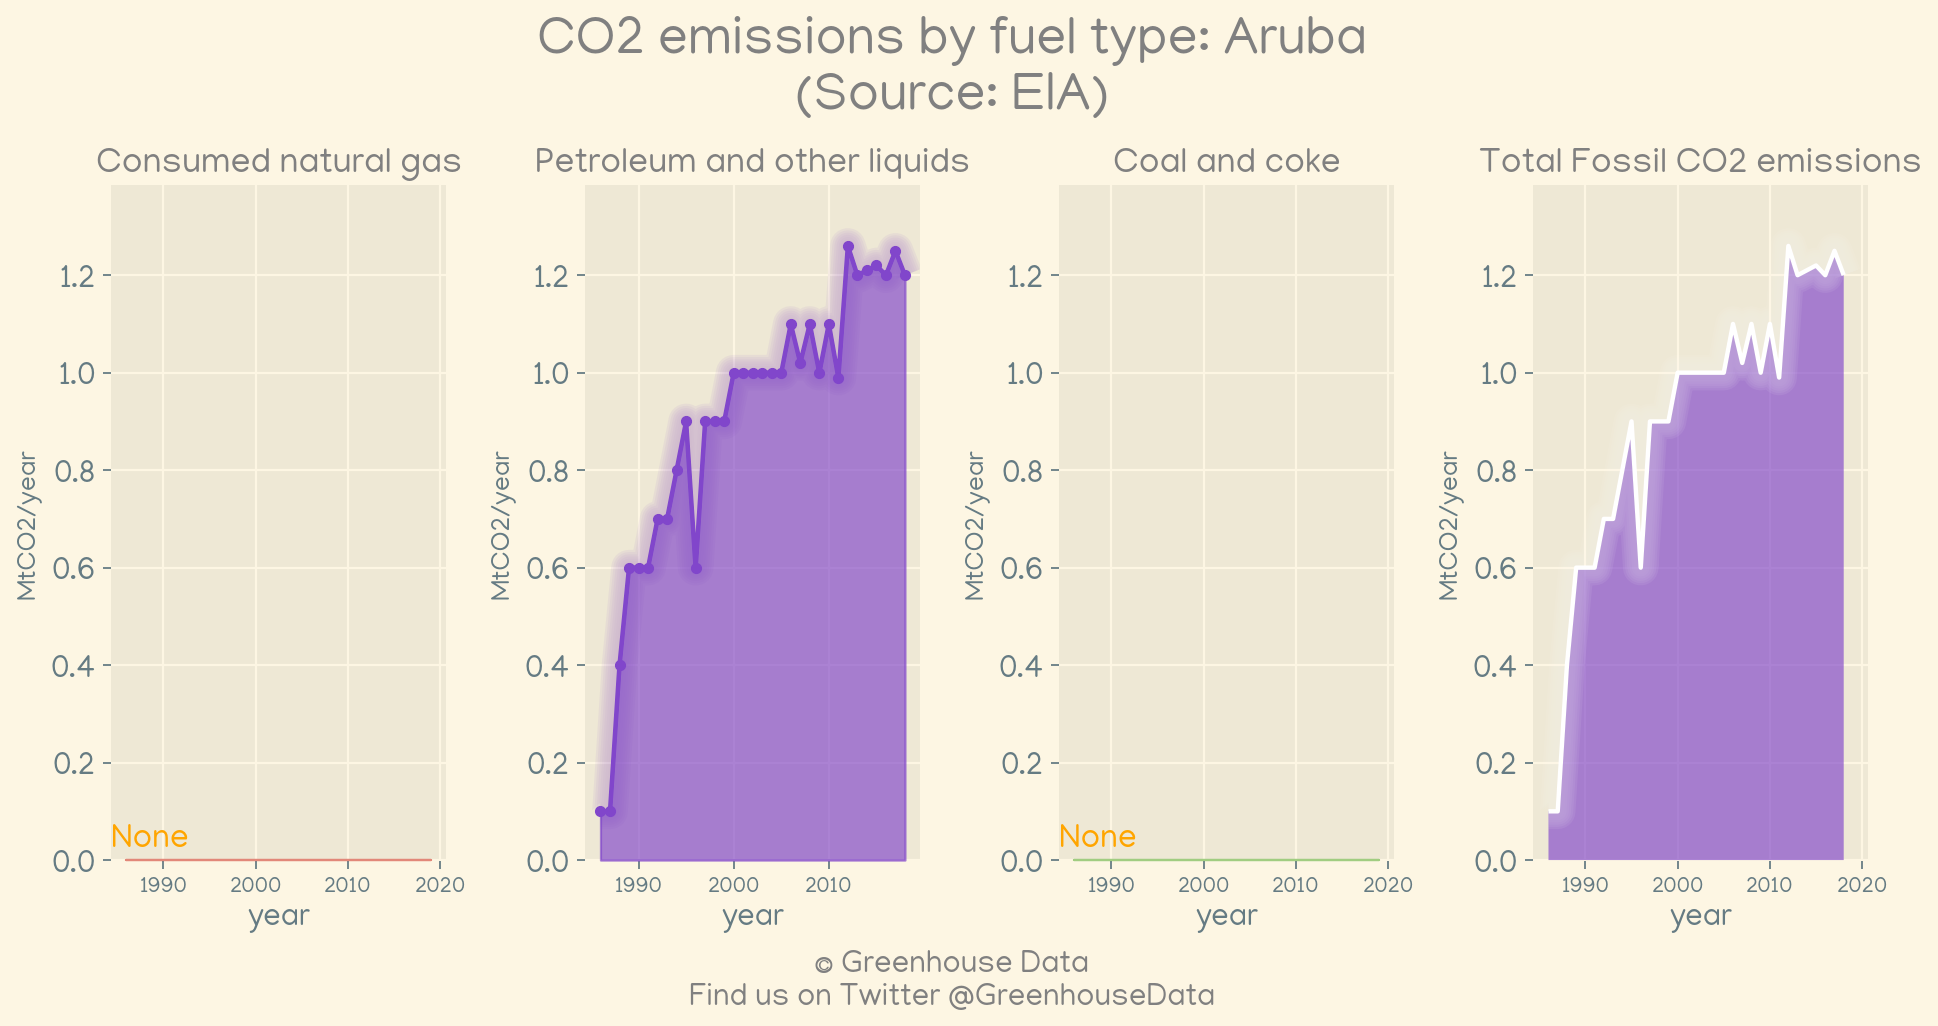 CO2 emissions by fuel type: Aruba
(Source: EIA)
Consumed natural gas
Petroleum and other liquids
Coal and coke
Total Fossil CO2 emissions
MtCO2/year
1.2
1.0
0.8
0.6
0.4
0.2
0.0
None
1990 2000 2010 2020
year
MtCO2/year
1.2
1.0
0.8
0.6
0.4
0.2
0.0
1990 2000 2010
year
MtCO2/year
1.2
1.0
0.8
0.6
0.4
0.2
0.0
None
1990 2000 2010 2020
year
MtCO2/year
1.2
1.0
0.8
0.6
0.4
0.2
0.0
1990 2000 2010 2020
year
© Greenhouse Data
Find us on Twitter @GreenhouseData